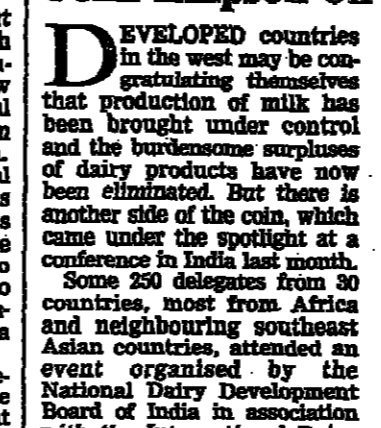 DEVELOPED countries
in the west may be con-
gratulating themselves
that production of milk has
been brought under control
and the burdensome surpluses
of dairy products have now
been eliminated. But there is
another side of the coin, which
came under the spotlight at a
conference in India last month.
Some 250 delegates from 30
countries, most from Africa
and neighbouring southeast
Asian countries, attended an
event organised by the
National Dairy Development
Board of India in association